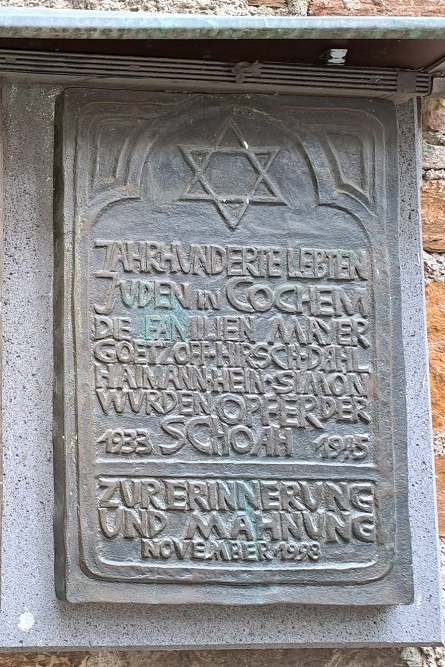 JAHRHUNDERTE LEBTEN
JUDEN IN COCHEM
DIE FAMILIEN MAYER
GOETZOFF·HIRSCH·DAHL
HAIMANN·HEIN·SIMON
WURDEN OPFER DER
1933 SCHOAH 1945
ZUR ERINNERUNG
UND MAHNUNG
NOVEMBER 1998